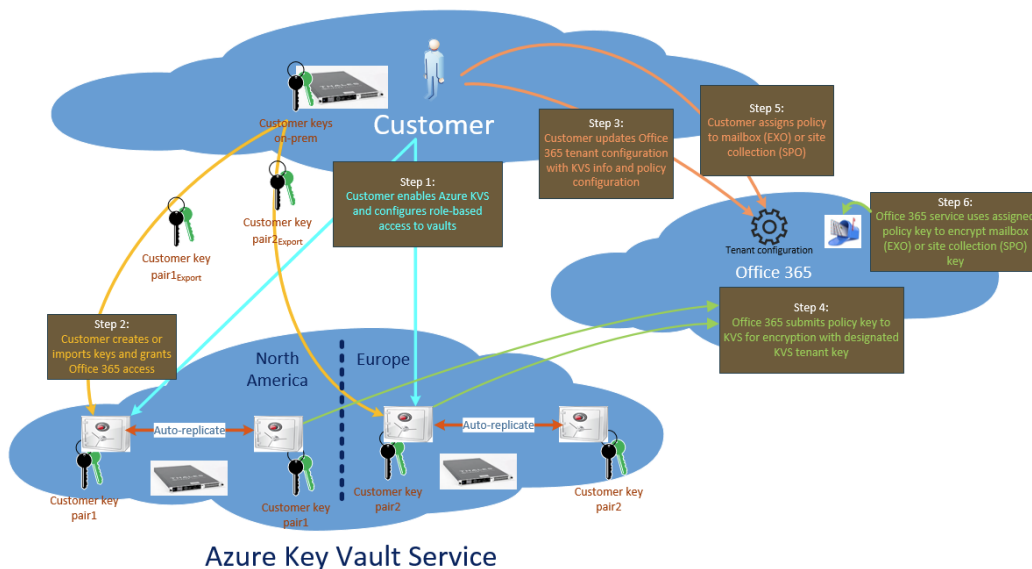 Customer keys
on-prem
Customer
Step 1:
Customer enables Azure KVS
and configures role-based
access to vaults
Step 3:
Customer updates Office
365 tenant configuration
with KVS info and policy
configuration
Step 5:
Customer assigns policy
to mailbox (EXO) or site
collection (SPO)
Customer key
pair1Export
Customer key
pair2Export
Tenant configuration
Office 365
Step 6:
Office 365 service uses assigned
policy key to encrypt mailbox
(EXO) or site collection (SPO)
key
Step 4:
Office 365 submits policy key to
KVS for encryption with designated
KVS tenant key
Step 2:
Customer creates or
imports keys and grants
Office 365 access
North
America
Europe
Auto-replicate
Auto-replicate
Customer key
pair1
Customer key
pair1
Customer key
pair2
Customer key
pair2
Azure Key Vault Service